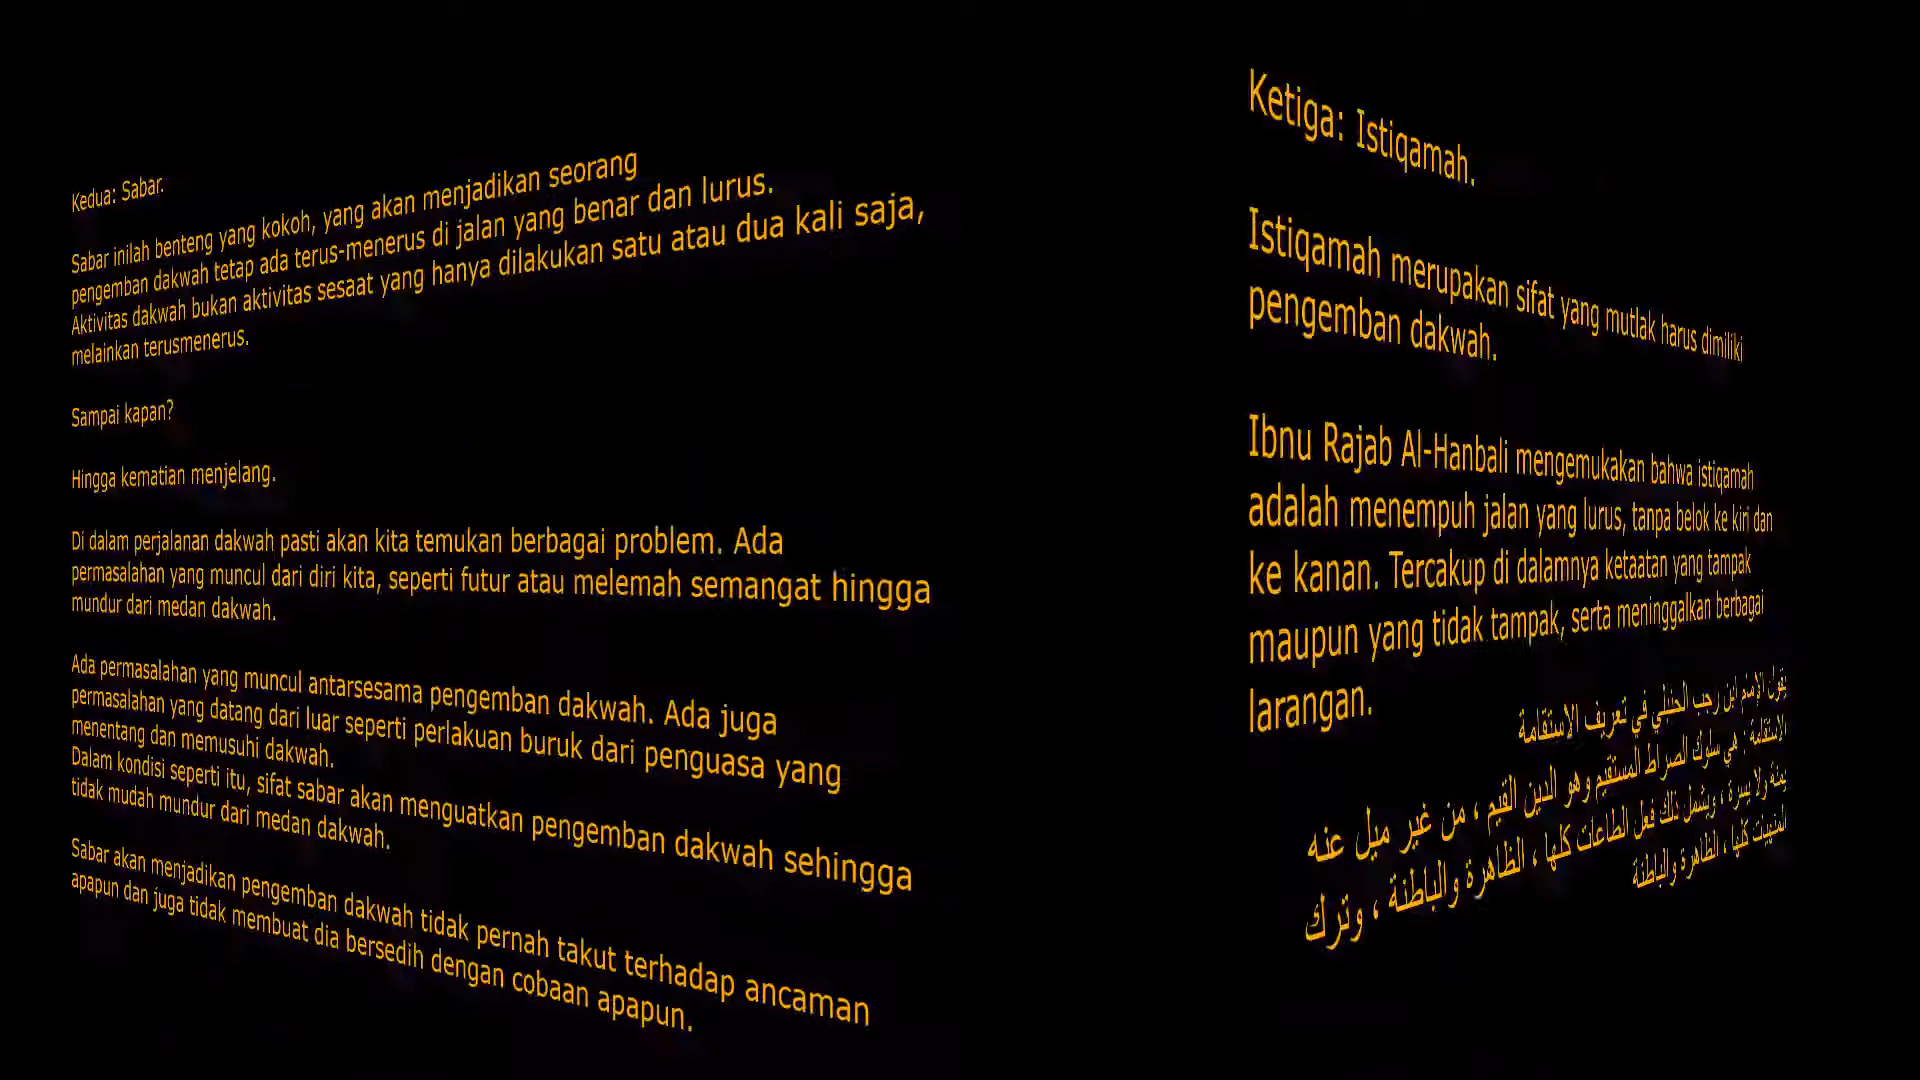 Kedua: Sabar.
Sabar inilah benteng yang kokoh, yang akan menjadikan seorang
pengemban dakwah tetap ada terus-menerus di jalan yang benar dan lurus.
Aktivitas dakwah bukan aktivitas sesaat yang hanya dilakukan satu atau dua kali saja,
melainkan terusmenerus.
Sampai kapan?
Hingga kematian menjelang.
Di dalam perjalanan dakwah pasti akan kita temukan berbagai problem. Ada
permasalahan yang muncul dari diri kita, seperti futur atau melemah semangat hingga
mundur dari medan dakwah.
Ada permasalahan yang muncul antarsesama pengemban dakwah. Ada juga
permasalahan yang datang dari luar seperti perlakuan buruk dari penguasa yang
menentang dan memusuhi dakwah.
Dalam kondisi seperti itu, sifat sabar akan menguatkan pengemban dakwah sehingga
tidak mudah mundur dari medan dakwah.
Sabar akan menjadikan pengemban dakwah tidak pernah takut terhadap ancaman
apapun dan juga tidak membuat dia bersedih dengan cobaan apapun.
Ketiga: Istiqamah.
Istiqamah merupakan sifat yang mutlak harus dimiliki
pengemban dakwah.
Ibnu Rajab Al-Hanbali mengemukakan bahwa istiqamah
adalah menempuh jalan yang lurus, tanpa belok ke kiri dan
ke kanan. Tercakup di dalamnya ketaatan yang tampak
maupun yang tidak tampak, serta meninggalkan berbagai
larangan.
يقول الإمام ابن رجب الحنبلي في تعريف الاستقامة
الاستقامة : هي سلوك الصراط المستقيم وهو الدين القيم ، من غير ميل عنه
يمنة ولا يسرة ، ويشمل ذلك فعل الطاعات كلها ، الظاهرة والباطنة ، وترك
المنهيات كلها ، الظاهرة والباطنة